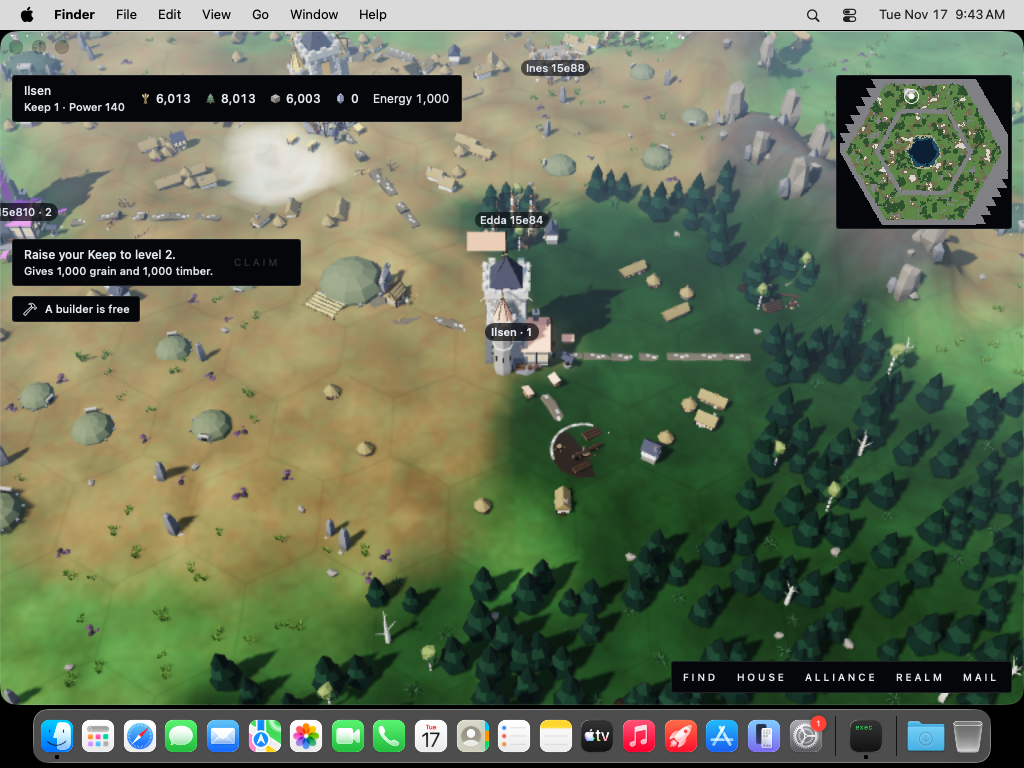 Finder File Edit View Go Window Help Tue Nov 17 9:43 AM
Ines 15e88
Ilsen
Keep 1 · Power 140
6,013 8,013 6,003 0 Energy 1,000
15e810 · 2
Edda 15e84
Raise your Keep to level 2.
Gives 1,000 grain and 1,000 timber.
CLAIM
A builder is free
Ilsen · 1
FIND HOUSE ALLIANCE REALM MAIL
Tue
17
tv
1
exec